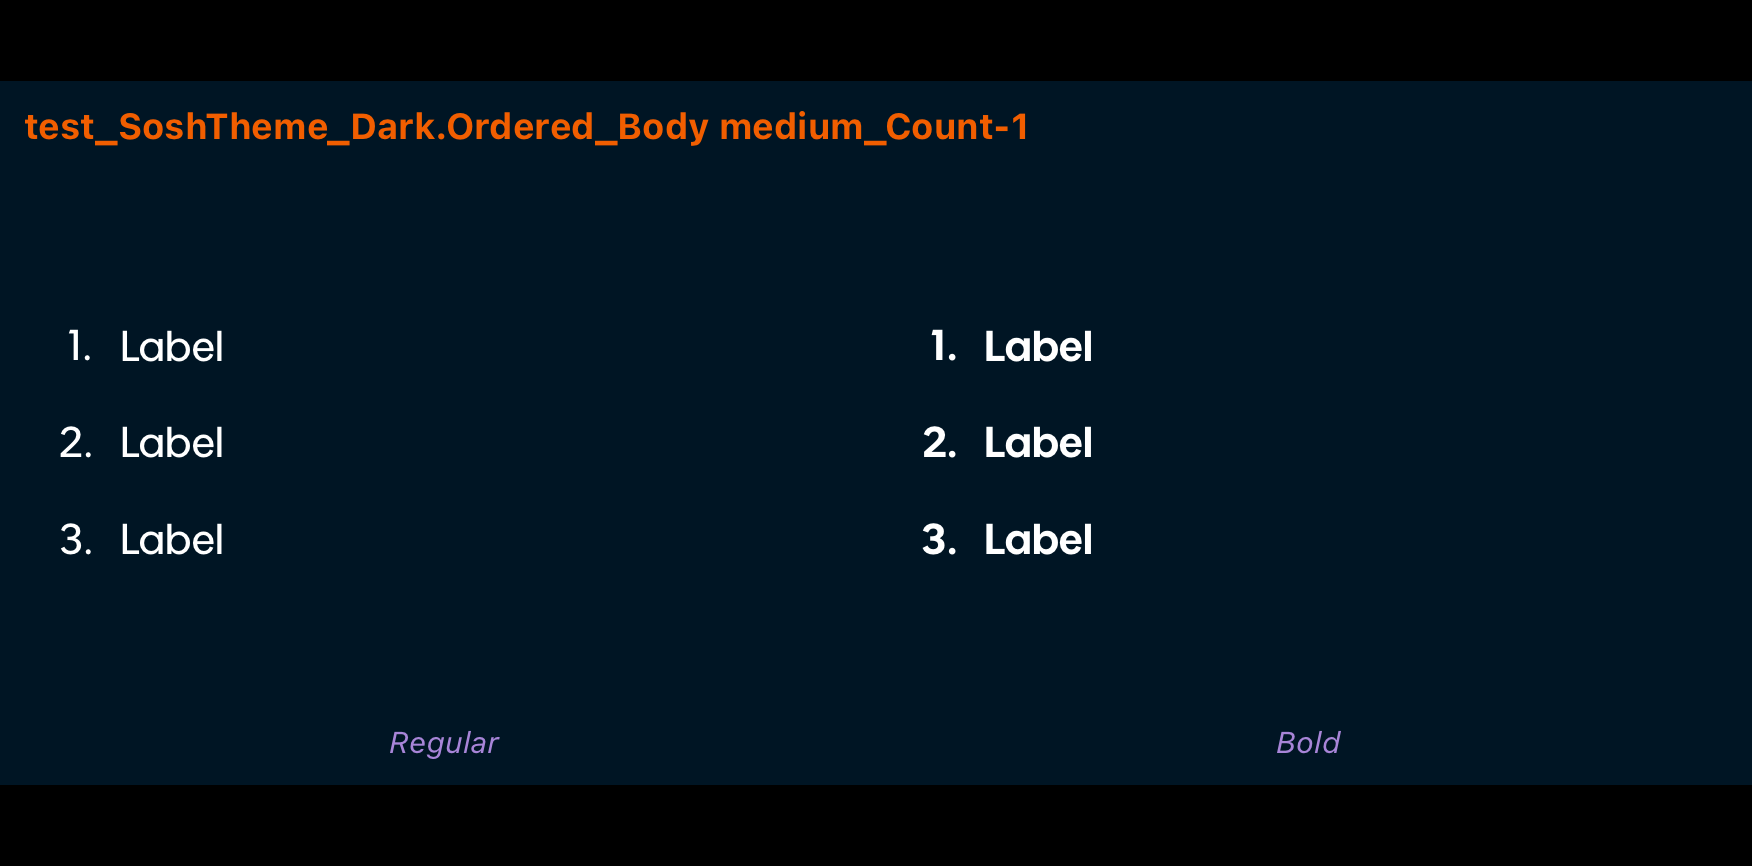 test_SoshTheme_Dark.Ordered_Body medium_Count-1
1. Label
2. Label
3. Label
Regular
1. Label
2. Label
3. Label
Bold